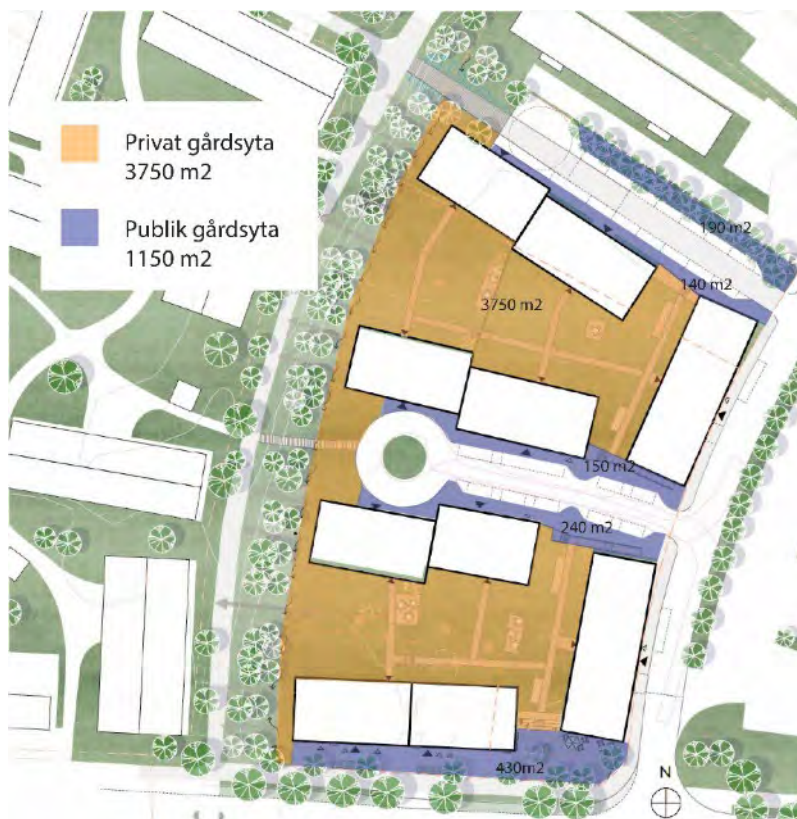 Privat gårdsyta
3750 m2
Publik gårdsyta
1150 m2
190 m2
140 m2
3750 m2
150 m2
240 m2
430m2
N